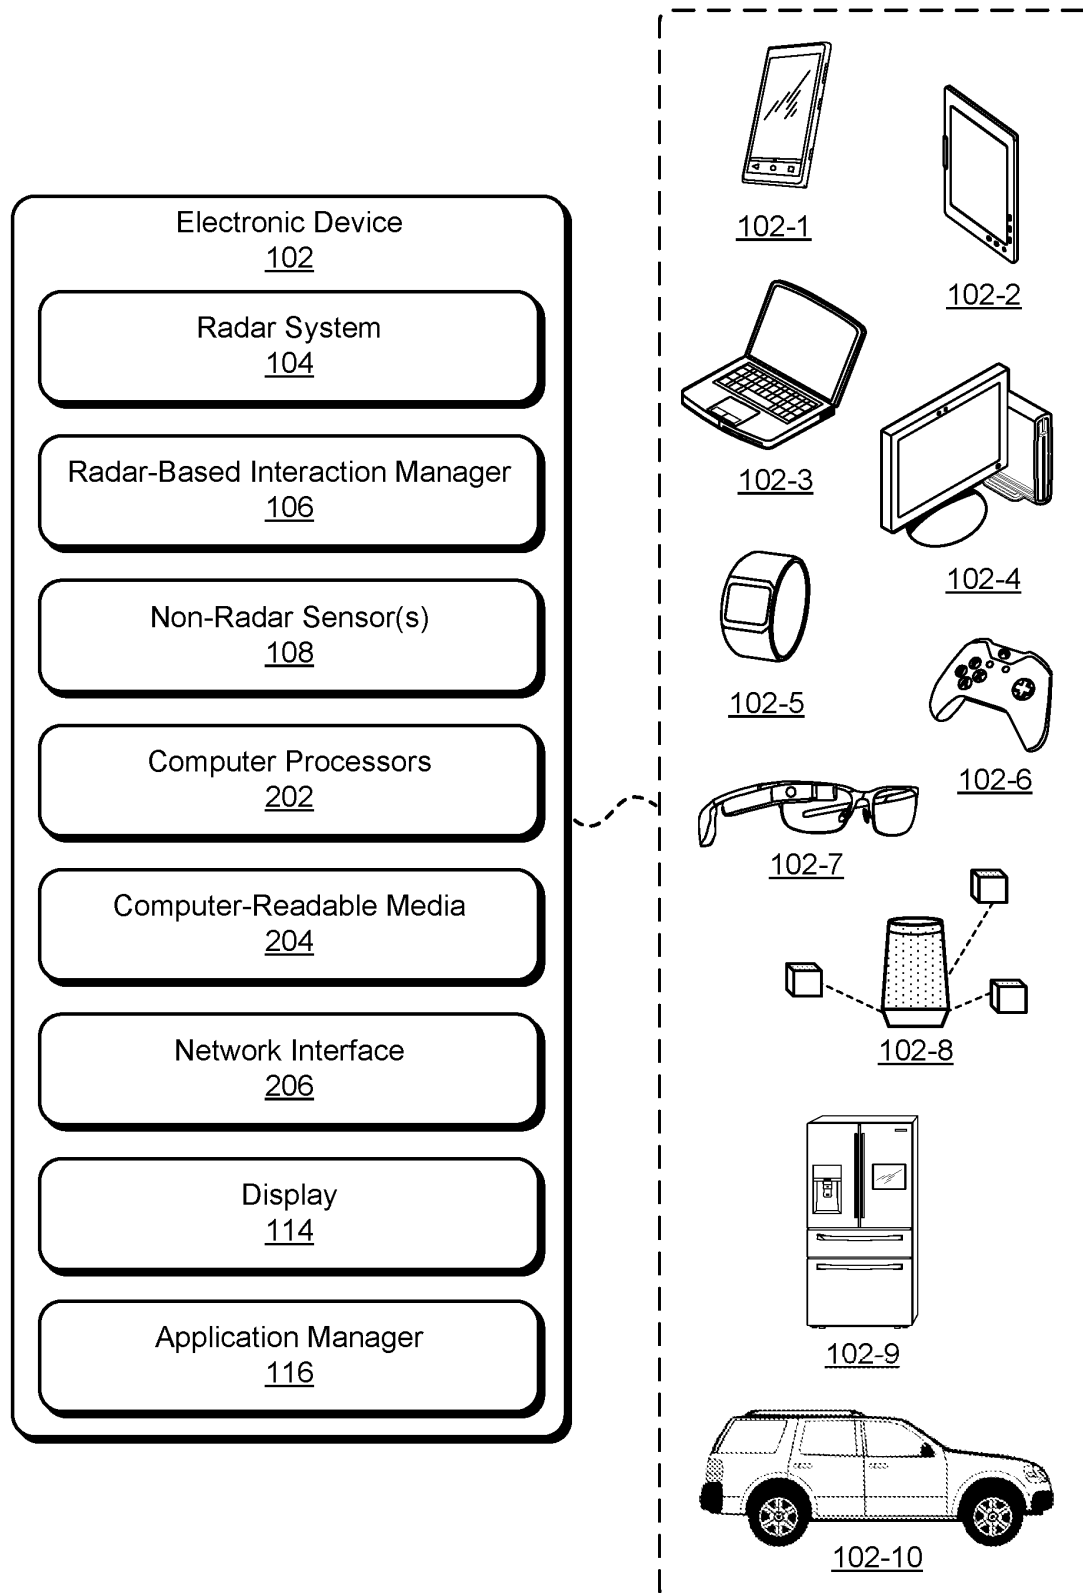 Electronic Device
102
Radar System
104
Radar-Based Interaction Manager
106
Non-Radar Sensor(s)
108
Computer Processors
202
Computer-Readable Media
204
Network Interface
206
Display
114
Application Manager
116
102-1
102-2
102-3
102-4
102-5
102-6
102-7
102-8
102-9
102-10